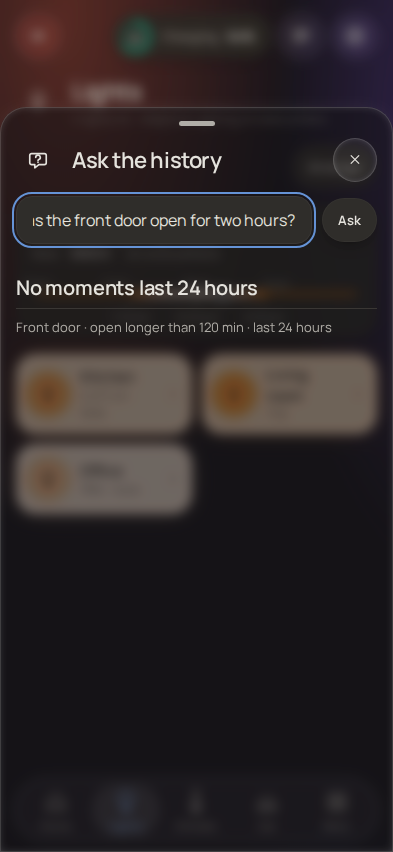 Ask the history
s the front door open for two hours?
Ask
No moments last 24 hours
Front door · open longer than 120 min · last 24 hours